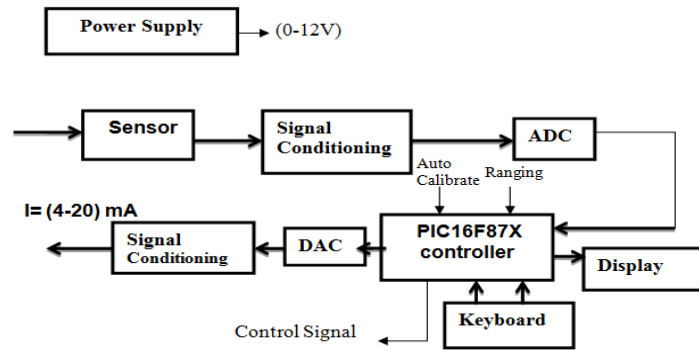 Power Supply
(0-12V)
Sensor
Signal
Conditioning
ADC
Auto
Calibrate
Ranging
I= (4-20) mA
Signal
Conditioning
DAC
PIC16F87X
controller
Display
Keyboard
Control Signal